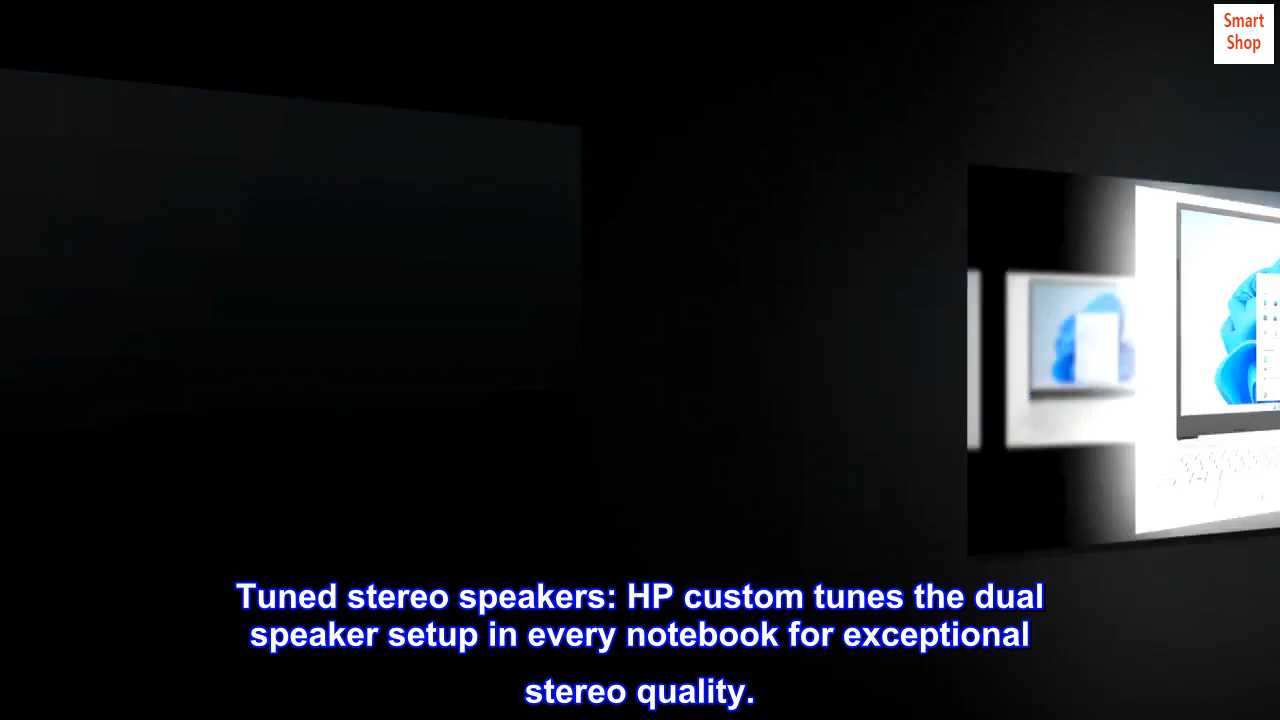 Smart
Shop
Tuned stereo speakers: HP custom tunes the dual
speaker setup in every notebook for exceptional
stereo quality.